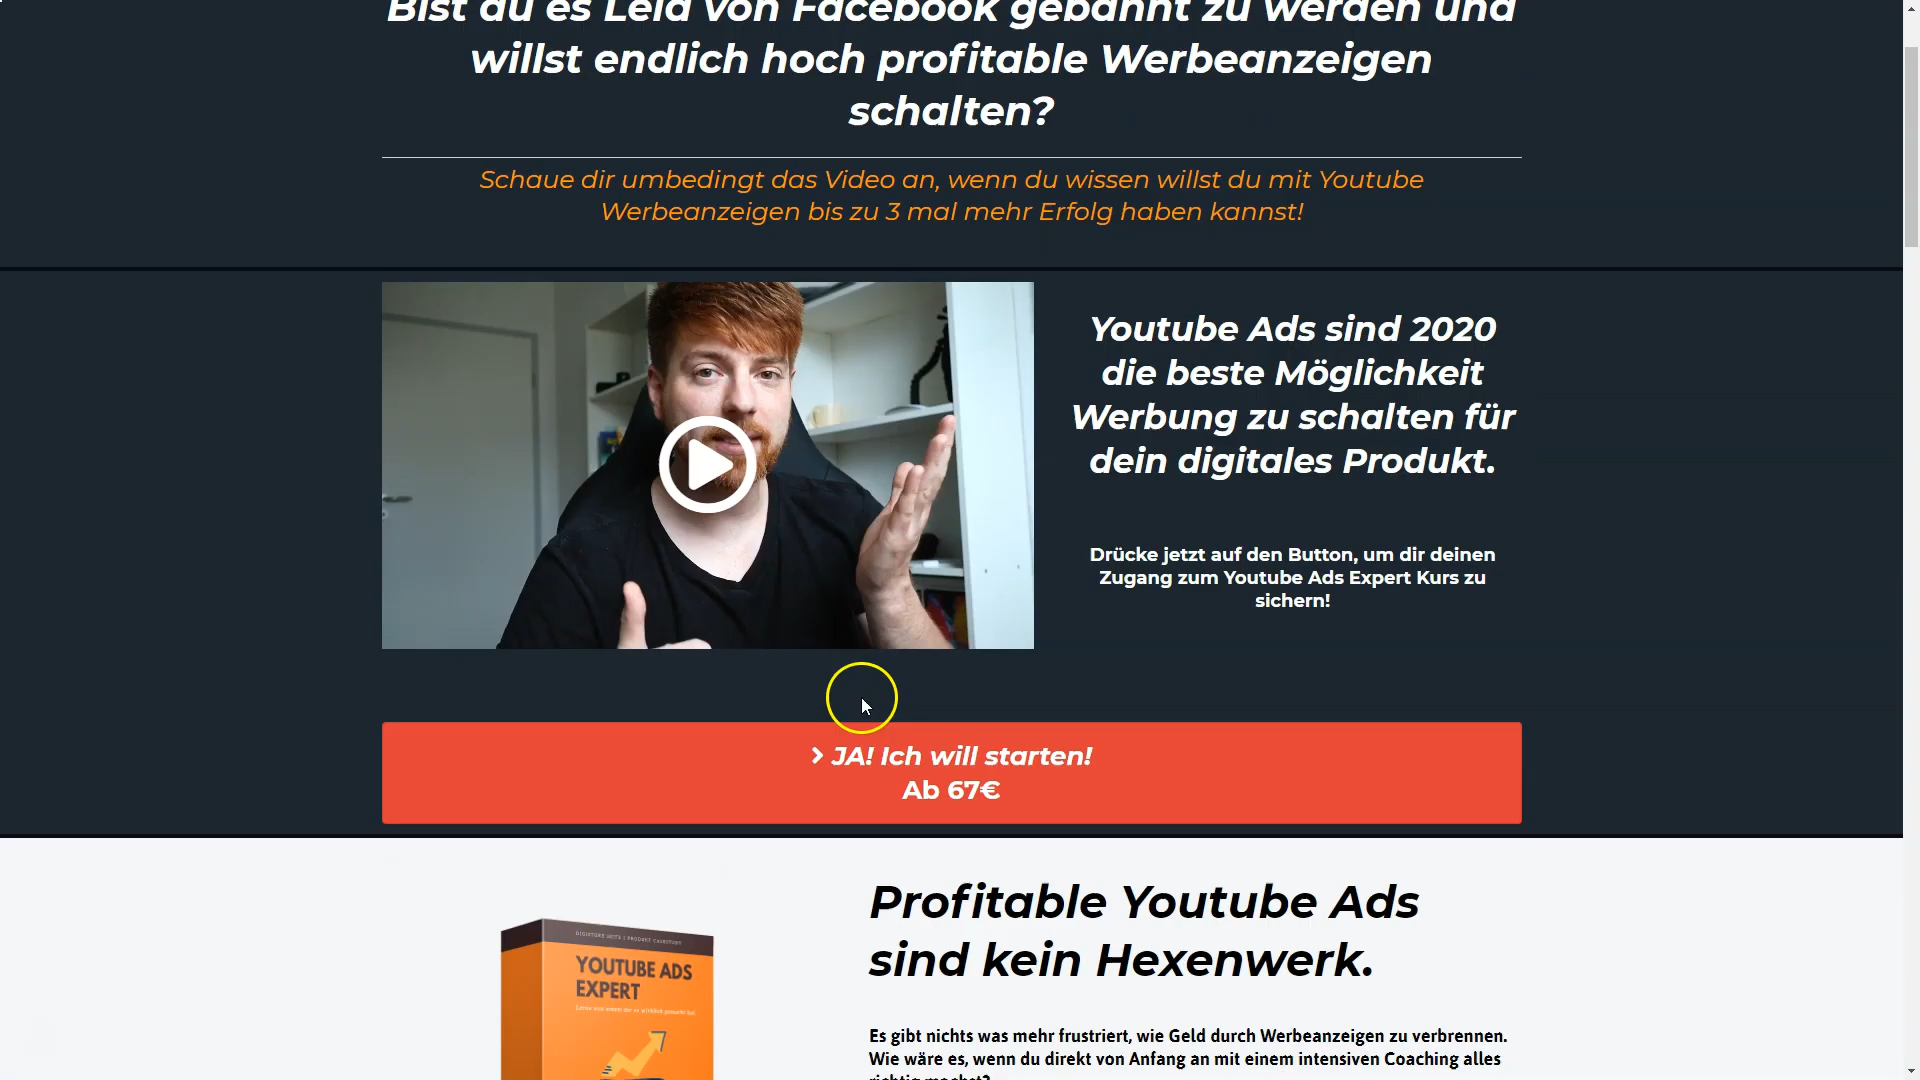 Bist du es Leid von Facebook gebannt zu werden und
willst endlich hoch profitable Werbeanzeigen
schalten?
Schaue dir umbedingt das Video an, wenn du wissen willst du mit Youtube
Werbeanzeigen bis zu 3 mal mehr Erfolg haben kannst!
Youtube Ads sind 2020
die beste Möglichkeit
Werbung zu schalten für
dein digitales Produkt.
Drücke jetzt auf den Button, um dir deinen
Zugang zum Youtube Ads Expert Kurs zu
sichern!
JA! Ich will starten!
Ab 67€
Profitable Youtube Ads
sind kein Hexenwerk.
YOUTUBE ADS
EXPERT
Es gibt nichts was mehr frustriert, wie Geld durch Werbeanzeigen zu verbrennen.
Wie wäre es, wenn du direkt von Anfang an mit einem intensiven Coaching alles
richtig machst?